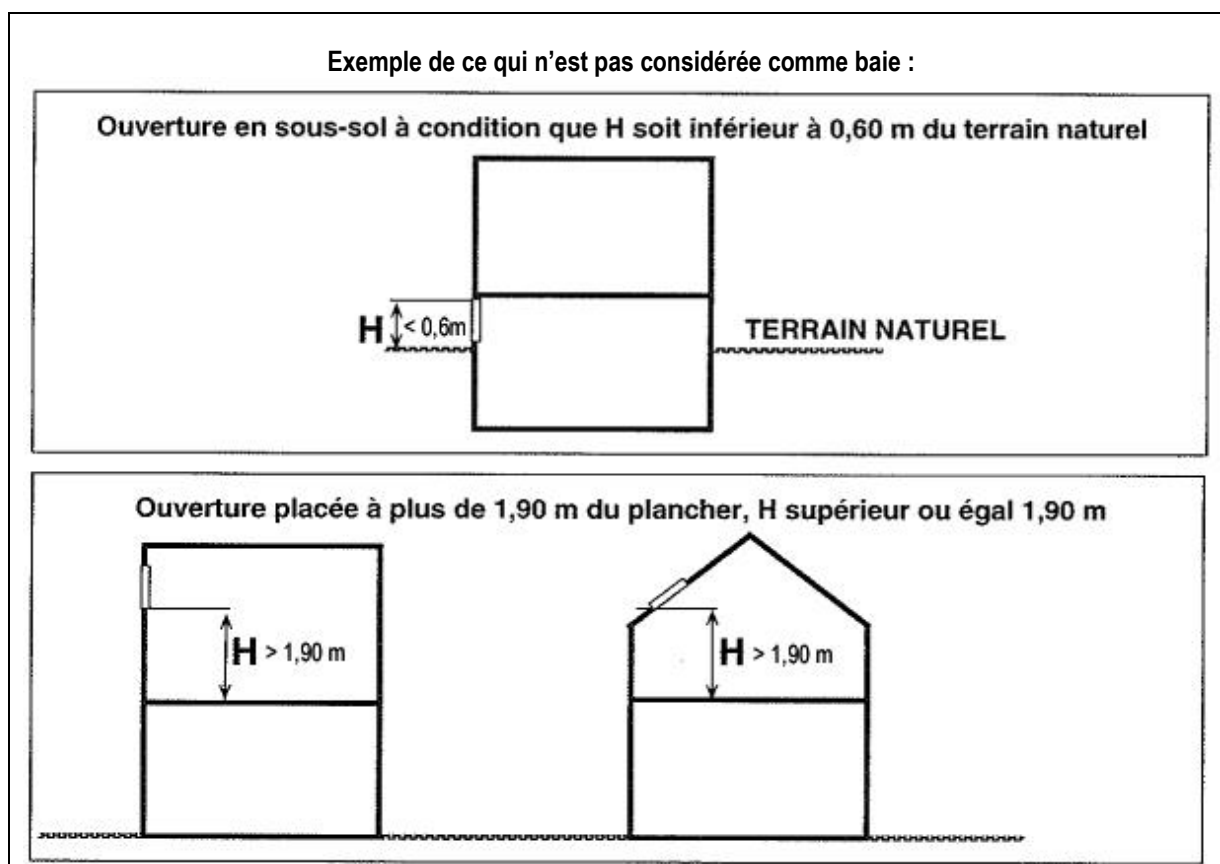 Exemple de ce qui n'est pas considérée comme baie :
Ouverture en sous-sol à condition que H soit inférieur à 0,60 m du terrain naturel
H < 0,6m
TERRAIN NATUREL
Ouverture placée à plus de 1,90 m du plancher, H supérieur ou égal 1,90 m
H > 1,90 m
H > 1,90 m